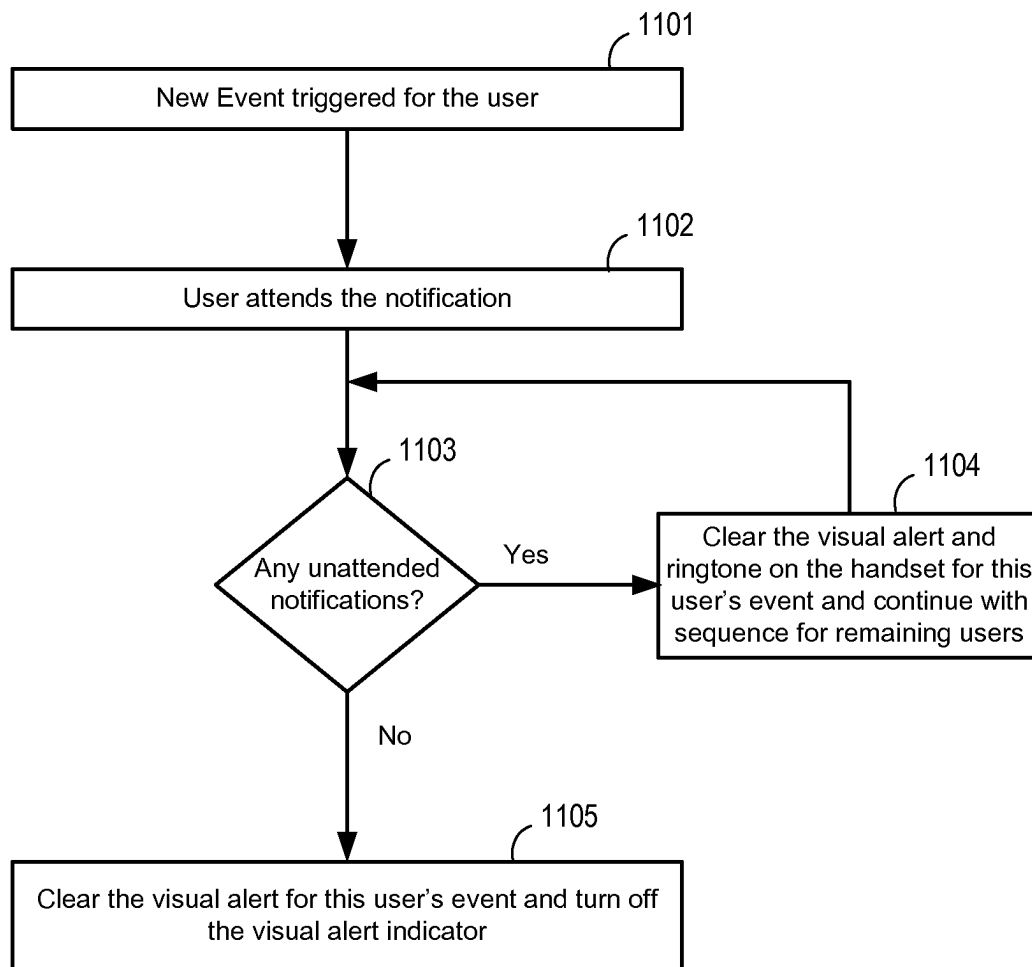 1101
New Event triggered for the user
1102
User attends the notification
1103
Any unattended
notifications?
Yes
1104
Clear the visual alert and
ringtone on the handset for this
user’s event and continue with
sequence for remaining users
No
1105
Clear the visual alert for this user’s event and turn off
the visual alert indicator